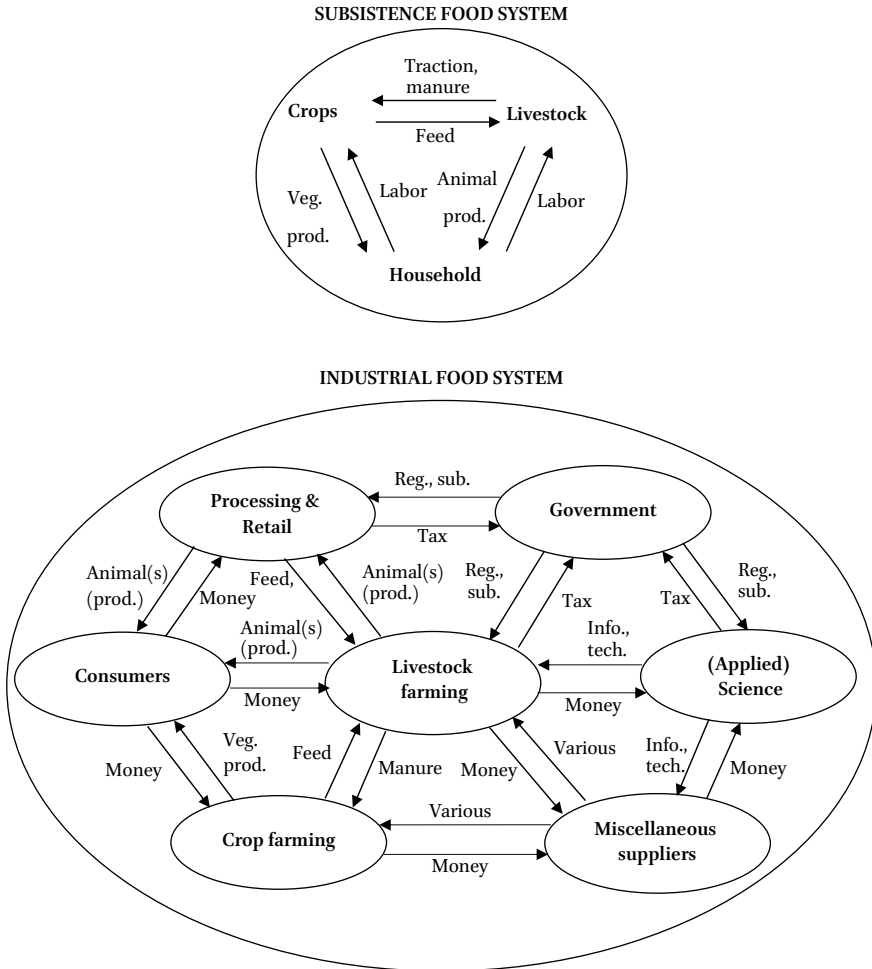 SUBSISTENCE FOOD SYSTEM
Traction,
manure
Crops
Livestock
Feed
Veg.
prod.
Labor
Animal
prod.
Labor
Household
INDUSTRIAL FOOD SYSTEM
Processing &
Retail
Reg., sub.
Tax
Government
Animal(s)
(prod.)
Money
Feed,
Animal(s)
(prod.)
Reg.,
sub.
Tax
Tax
Reg.,
sub.
Consumers
Animal(s)
(prod.)
Money
Livestock
farming
Info.,
tech.
Money
(Applied)
Science
Money
Veg.
prod.
Feed
Manure
Money
Various
Info.,
tech.
Money
Crop farming
Various
Money
Miscellaneous
suppliers